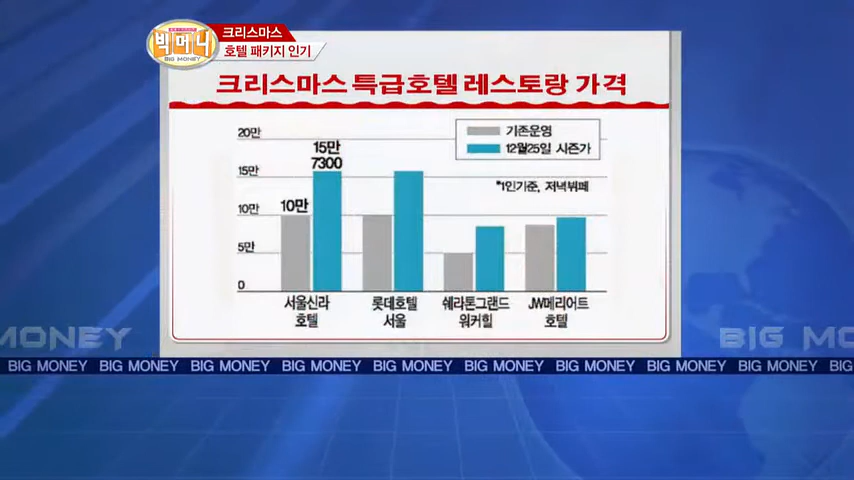 빅머니
BIG MONEY
크리스마스
호텔 패키지 인기
크리스마스 특급호텔 레스토랑 가격
20만
15만
10만
5만
0
기존운영
12월25일 시즌가
*1인기준, 저녁뷔페
10만
15만
7300
서울신라
호텔
롯데호텔
서울
쉐라톤그랜드
워커힐
JW메리어트
호텔
MONEY
BIG MO
BIG MONEY BIG MONEY BIG MONEY BIG MONEY BIG MONEY BIG MONEY BIG MONEY BIG MONEY BIG MONEY BIG